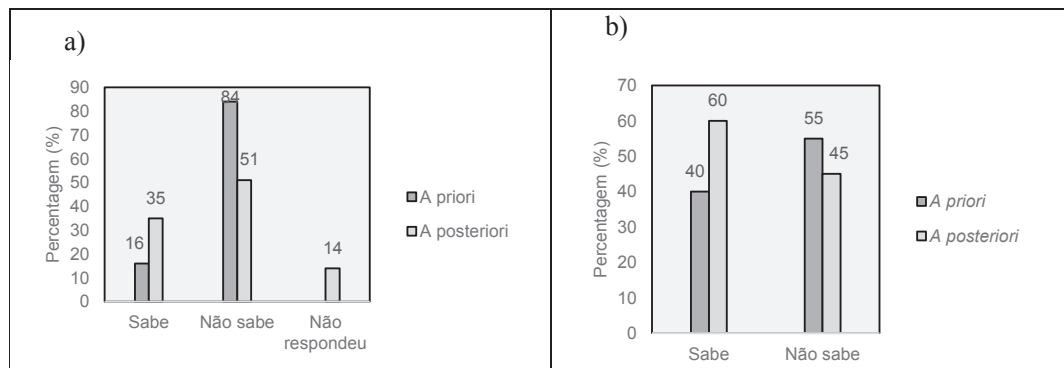 a)
Percentagem (%)
90
80
70
60
50
40
30
20
10
0
16
35
84
51
14
Sabe
Não sabe
Não
respondeu
A priori
A posteriori
b)
Percentagem (%)
70
60
50
40
30
20
10
0
40
60
55
45
Sabe
Não sabe
A priori
A posteriori